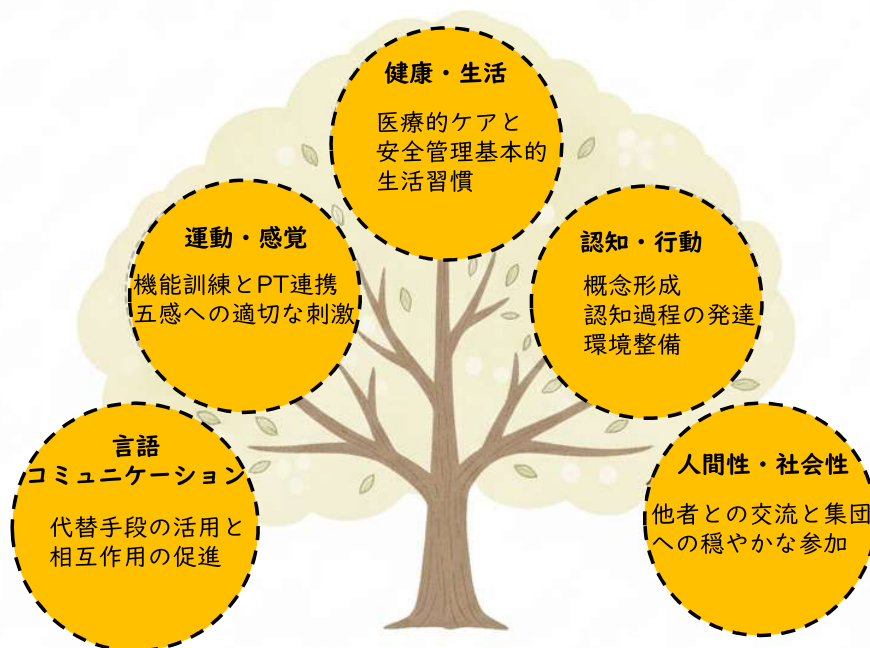 健康・生活
医療的ケアと
安全管理基本的
生活習慣
運動・感覚
機能訓練とPT連携
五感への適切な刺激
認知・行動
概念形成
認知過程の発達
環境整備
言語
コミュニケーション
代替手段の活用と
相互作用の促進
人間性・社会性
他者との交流と集団
への穏やかな参加